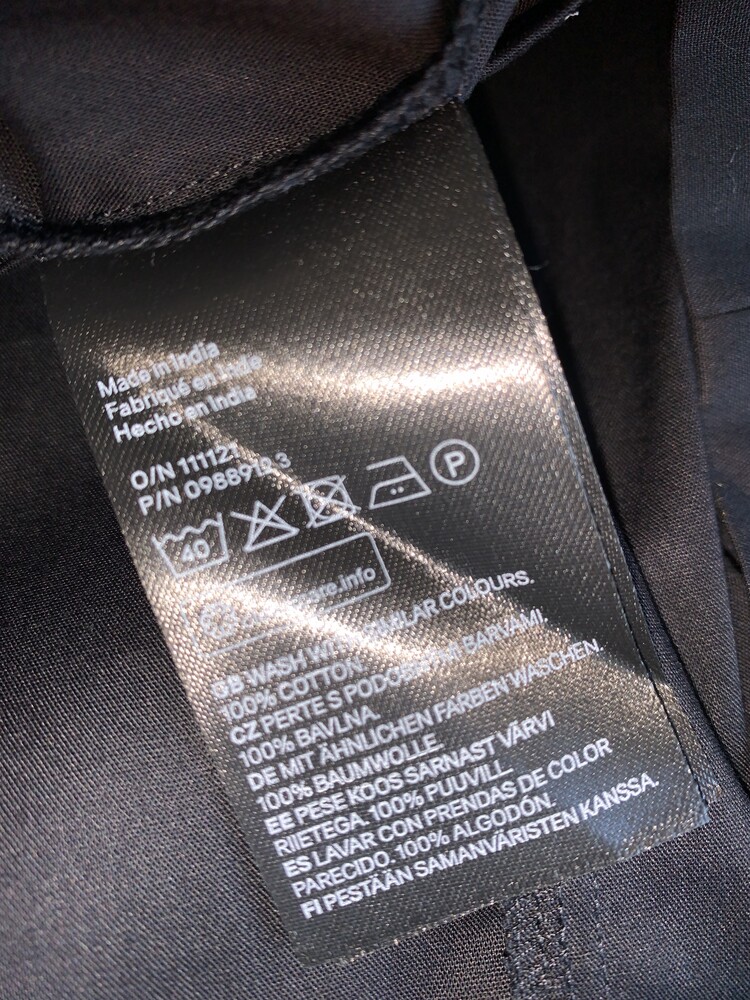 Made in India
Fabriqué en Inde
Hecho en India
O/N 111121
P/N 09889
40
P
GB WASH WITH SIMILAR COLOURS.
100% COTTON
CZ PERTE S PODOBNÝMI BARVAMI.
100% BAVLNA.
DE MIT ÄHNLICHEN FARBEN WASCHEN.
100% BAUMWOLLE.
EE PESE KOOS SARNAST VÄRVI
RIIETEGA. 100% PUUVILL.
ES LAVAR CON PRENDAS DE COLOR
PARECIDO. 100% ALGODÓN.
FI PESTÄÄN SAMANVÄRISTEN KANSSA.